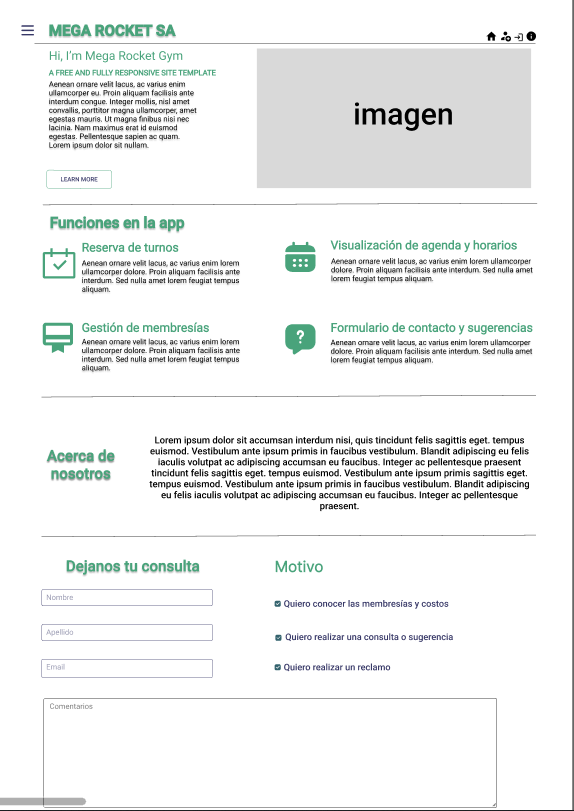 MEGA ROCKET SA
Hi, I'm Mega Rocket Gym
A FREE AND FULLY RESPONSIVE SITE TEMPLATE
Aenean ornare velit lacus, ac varius enim
ullamcorper eu. Proin aliquam facilisis ante
interdum congue. Integer mollis, nisl amet
convallis, porttitor magna ullamcorper, amet
egestas mauris. Ut magna finibus nisi nec
lacinia. Nam maximus erat id euismod
egestas. Pellentesque sapien ac quam.
Lorem ipsum dolor sit nullam.
LEARN MORE
imagen
Funciones en la app
Reserva de turnos
Aenean ornare velit lacus, ac varius enim lorem
ullamcorper dolore. Proin aliquam facilisis ante
interdum. Sed nulla amet lorem feugiat tempus
aliquam.
Visualización de agenda y horarios
Aenean ornare velit lacus, ac varius enim lorem ullamcorper
dolore. Proin aliquam facilisis ante interdum. Sed nulla amet
lorem feugiat tempus aliquam.
Gestión de membresías
Aenean ornare velit lacus, ac varius enim lorem
ullamcorper dolore. Proin aliquam facilisis ante
interdum. Sed nulla amet lorem feugiat tempus
aliquam.
Formulario de contacto y sugerencias
Aenean ornare velit lacus, ac varius enim lorem ullamcorper
dolore. Proin aliquam facilisis ante interdum. Sed nulla amet
lorem feugiat tempus aliquam.
Acerca de
nosotros
Lorem ipsum dolor sit accumsan interdum nisi, quis tincidunt felis sagittis eget. tempus
euismod. Vestibulum ante ipsum primis in faucibus vestibulum. Blandit adipiscing eu felis
iaculis volutpat ac adipiscing accumsan eu faucibus. Integer ac pellentesque praesent
tincidunt felis sagittis eget. tempus euismod. Vestibulum ante ipsum primis sagittis eget.
tempus euismod. Vestibulum ante ipsum primis in faucibus vestibulum. Blandit adipiscing
eu felis iaculis volutpat ac adipiscing accumsan eu faucibus. Integer ac pellentesque
praesent.
Dejanos tu consulta
Nombre
Apellido
Email
Motivo
Quiero conocer las membresías y costos
Quiero realizar una consulta o sugerencia
Quiero realizar un reclamo
Comentarios